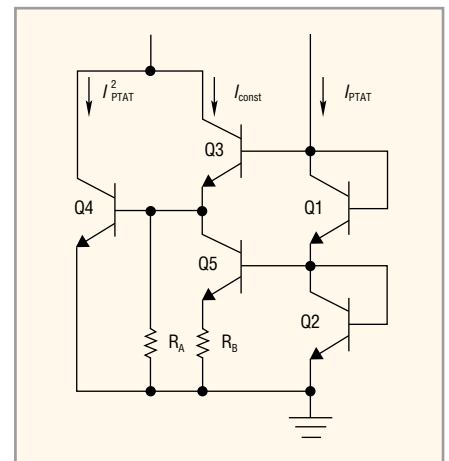 I²PTAT
Iconst
IPTAT
Q3
Q4
Q1
Q5
Q2
RA
RB